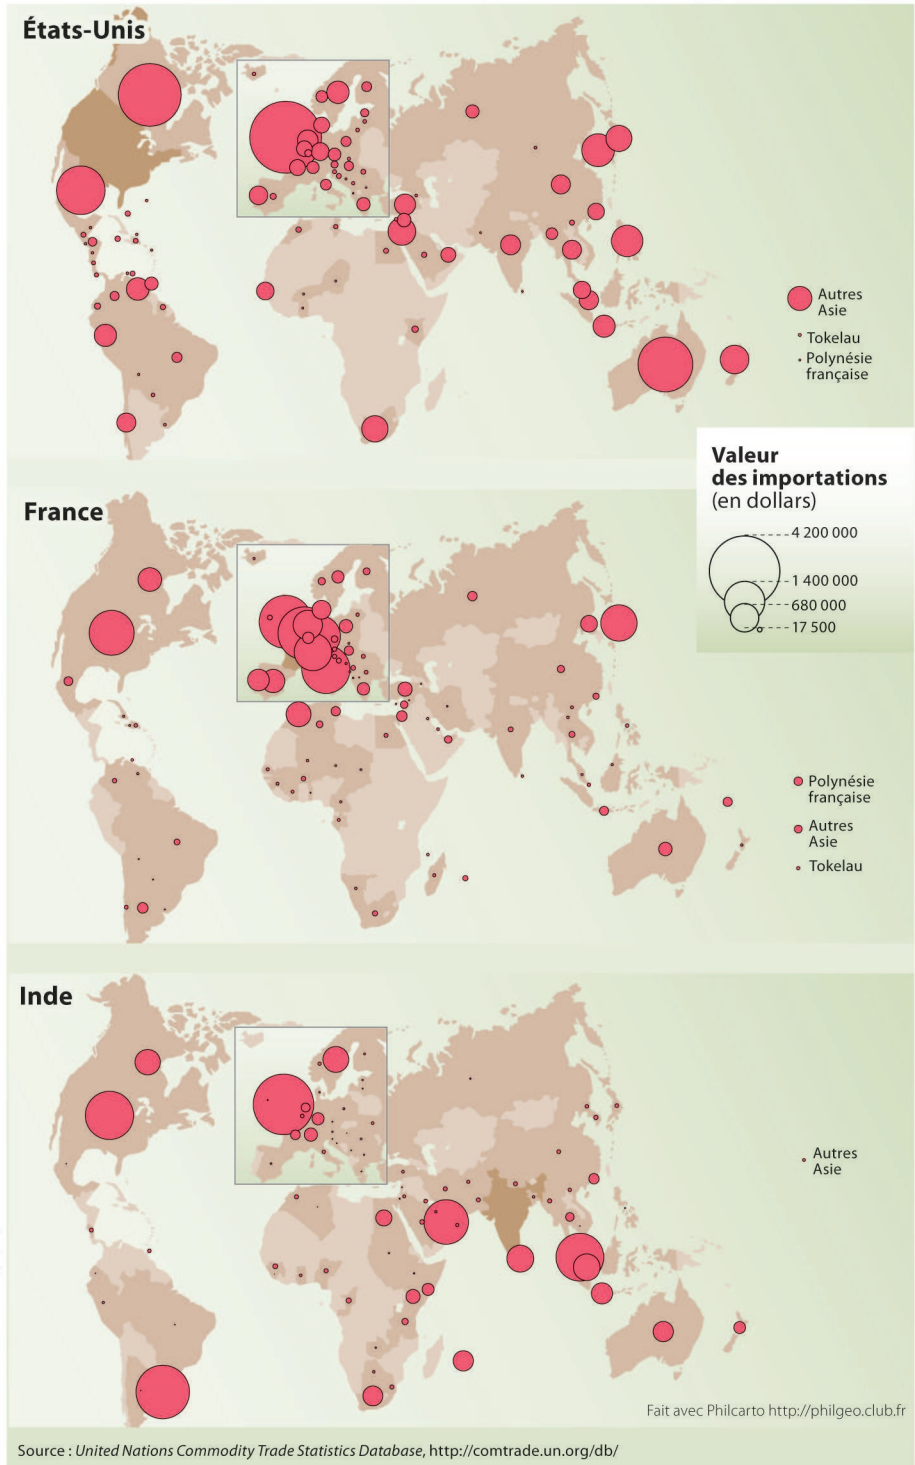 États-Unis
Autres
Asie
Tokelau
Polynésie
française
Valeur
des importations
(en dollars)
4 200 000
1 400 000
680 000
17 500
France
Polynésie
française
Autres
Asie
Tokelau
Inde
Autres
Asie
Fait avec Philcarto http://philgeo.club.fr
Source : United Nations Commodity Trade Statistics Database, http://comtrade.un.org/db/